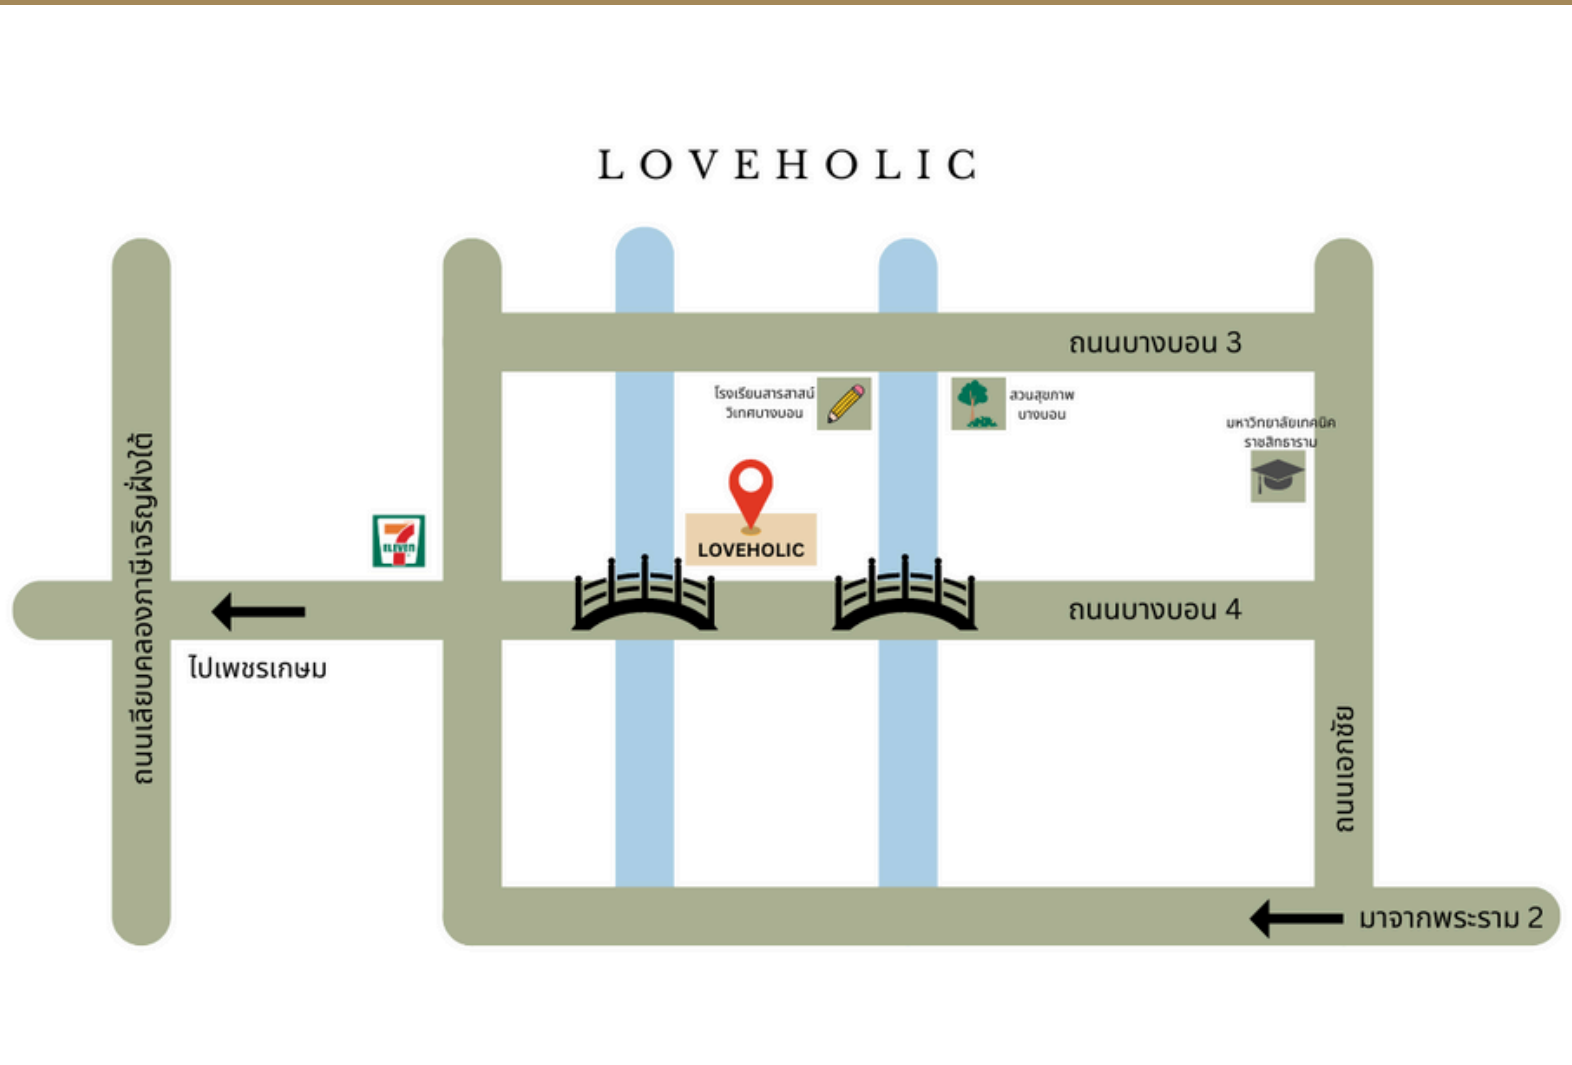 LOVEHOLIC
ถนนบางบอน 3
โรงเรียนสารสาสน์
วิเทศบางบอน
สวนสุขภาพ
บางบอน
มหาวิทยาลัยเทคนิค
ราชสิทธาราม
7
ELEVEN
LOVEHOLIC
ถนนบางบอน 4
ไปเพชรเกษม
ถนนเลียบคลองภาษีเจริญฝั่งใต้
ถนนเอกชัย
มาจากพระราม 2